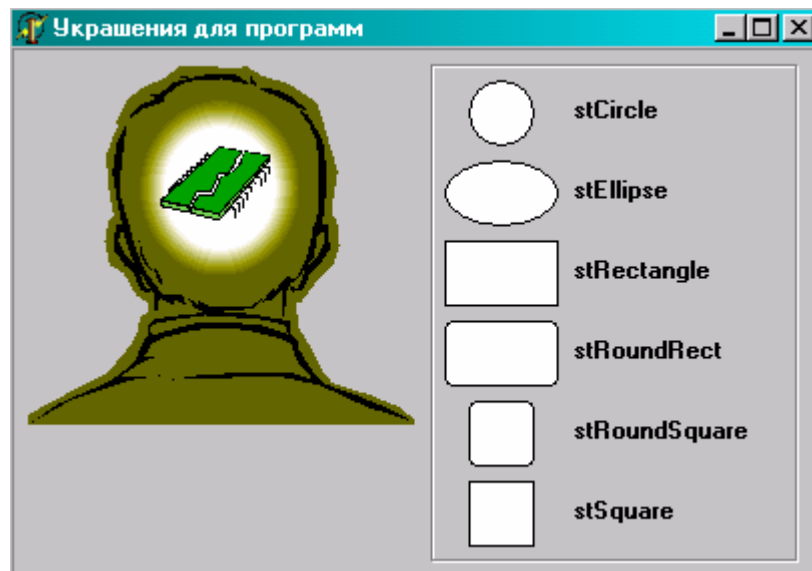 Украшения для программ
stCircle
stEllipse
stRectangle
stRoundRect
stRoundSquare
stSquare